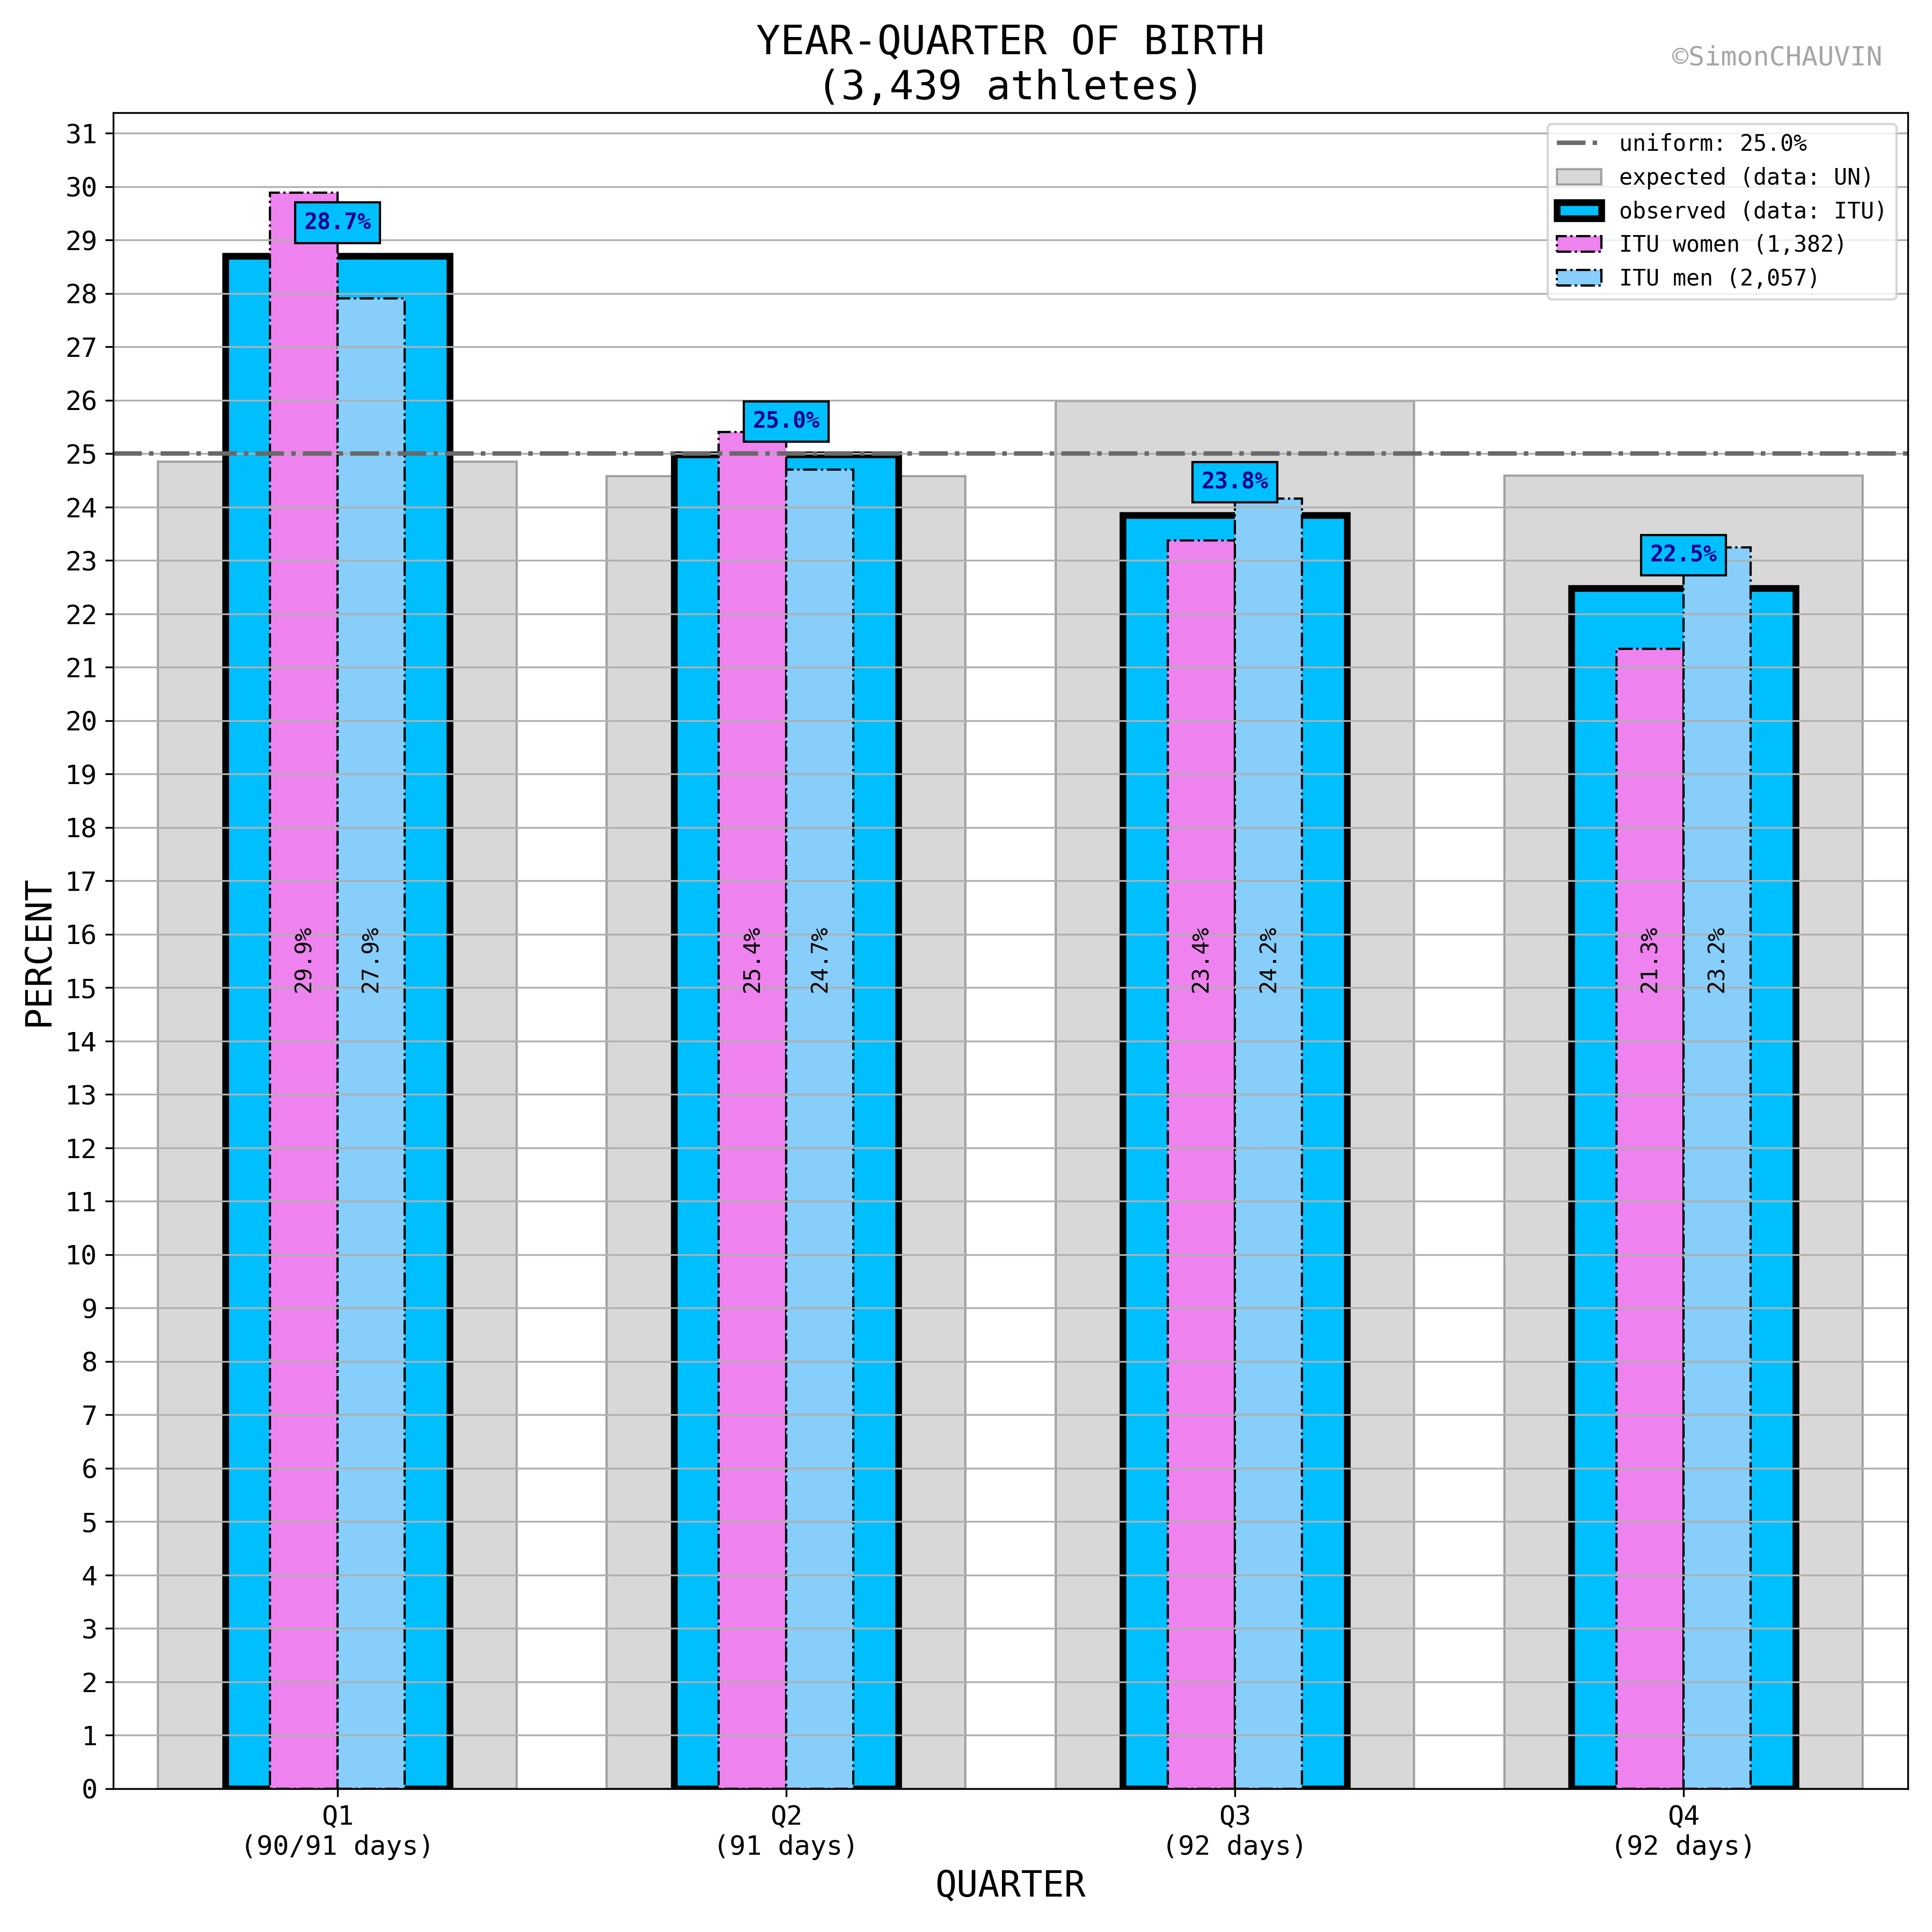 YEAR-QUARTER OF BIRTH
(3,439 athletes)
©SimonCHAUVIN
uniform: 25.0%
expected (data: UN)
observed (data: ITU)
ITU women (1,382)
ITU men (2,057)
PERCENT
31
30
29
28
27
26
25
24
23
22
21
20
19
18
17
16
15
14
13
12
11
10
9
8
7
6
5
4
3
2
1
0
28.7%
25.0%
23.8%
22.5%
29.9%
27.9%
25.4%
24.7%
23.4%
24.2%
21.3%
23.2%
Q1
(90/91 days)
Q2
(91 days)
Q3
(92 days)
Q4
(92 days)
QUARTER